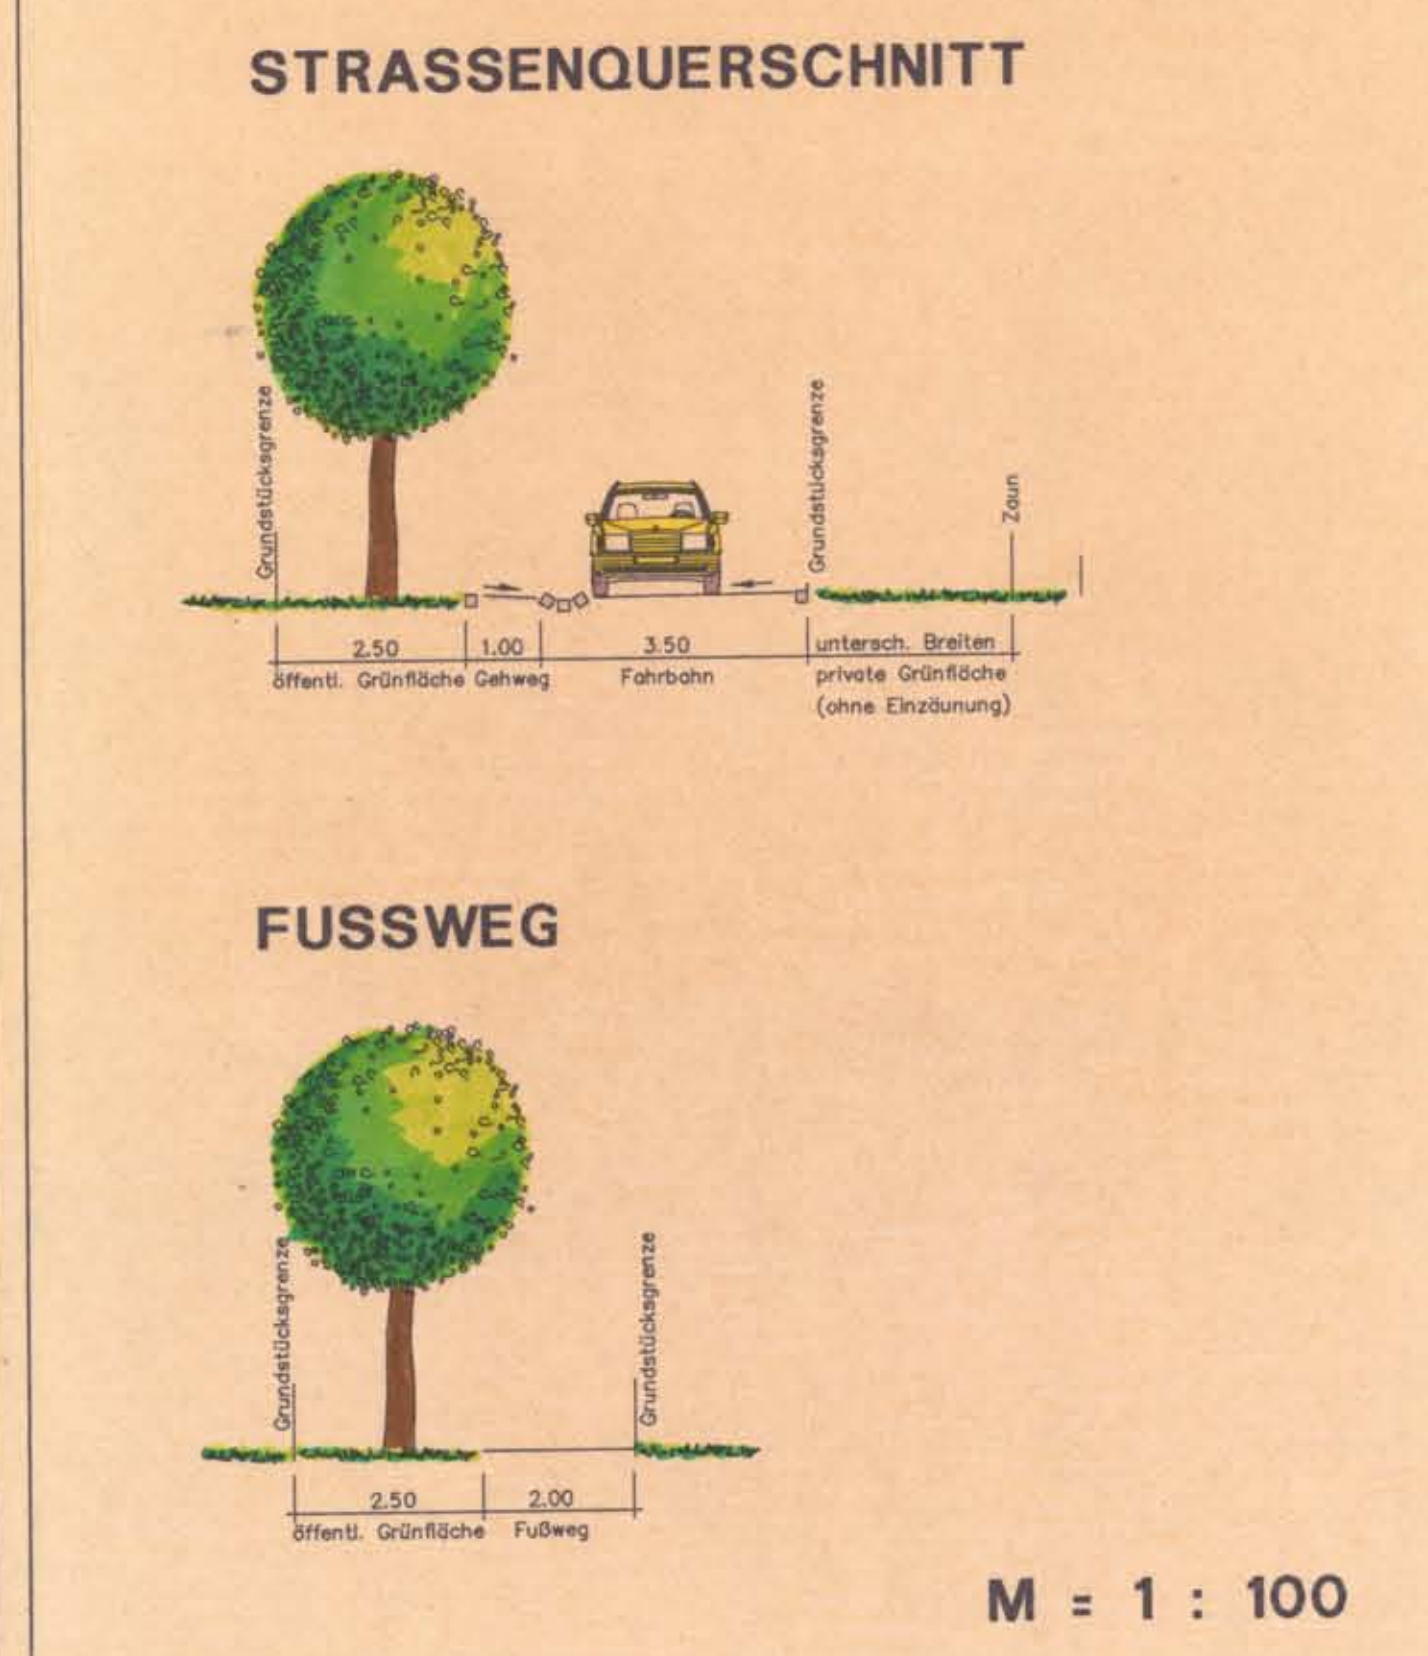 STRASSENQUERSCHNITT
Grundstücksgrenze
Grundstücksgrenze
Zaun
2.50
1.00
3.50
untersch. Breiten
öffentl. Grünfläche
Gehweg
Fahrbahn
private Grünfläche
(ohne Einzäunung)
FUSSWEG
Grundstücksgrenze
Grundstücksgrenze
2.50
2.00
öffentl. Grünfläche
Fußweg
M = 1 : 100